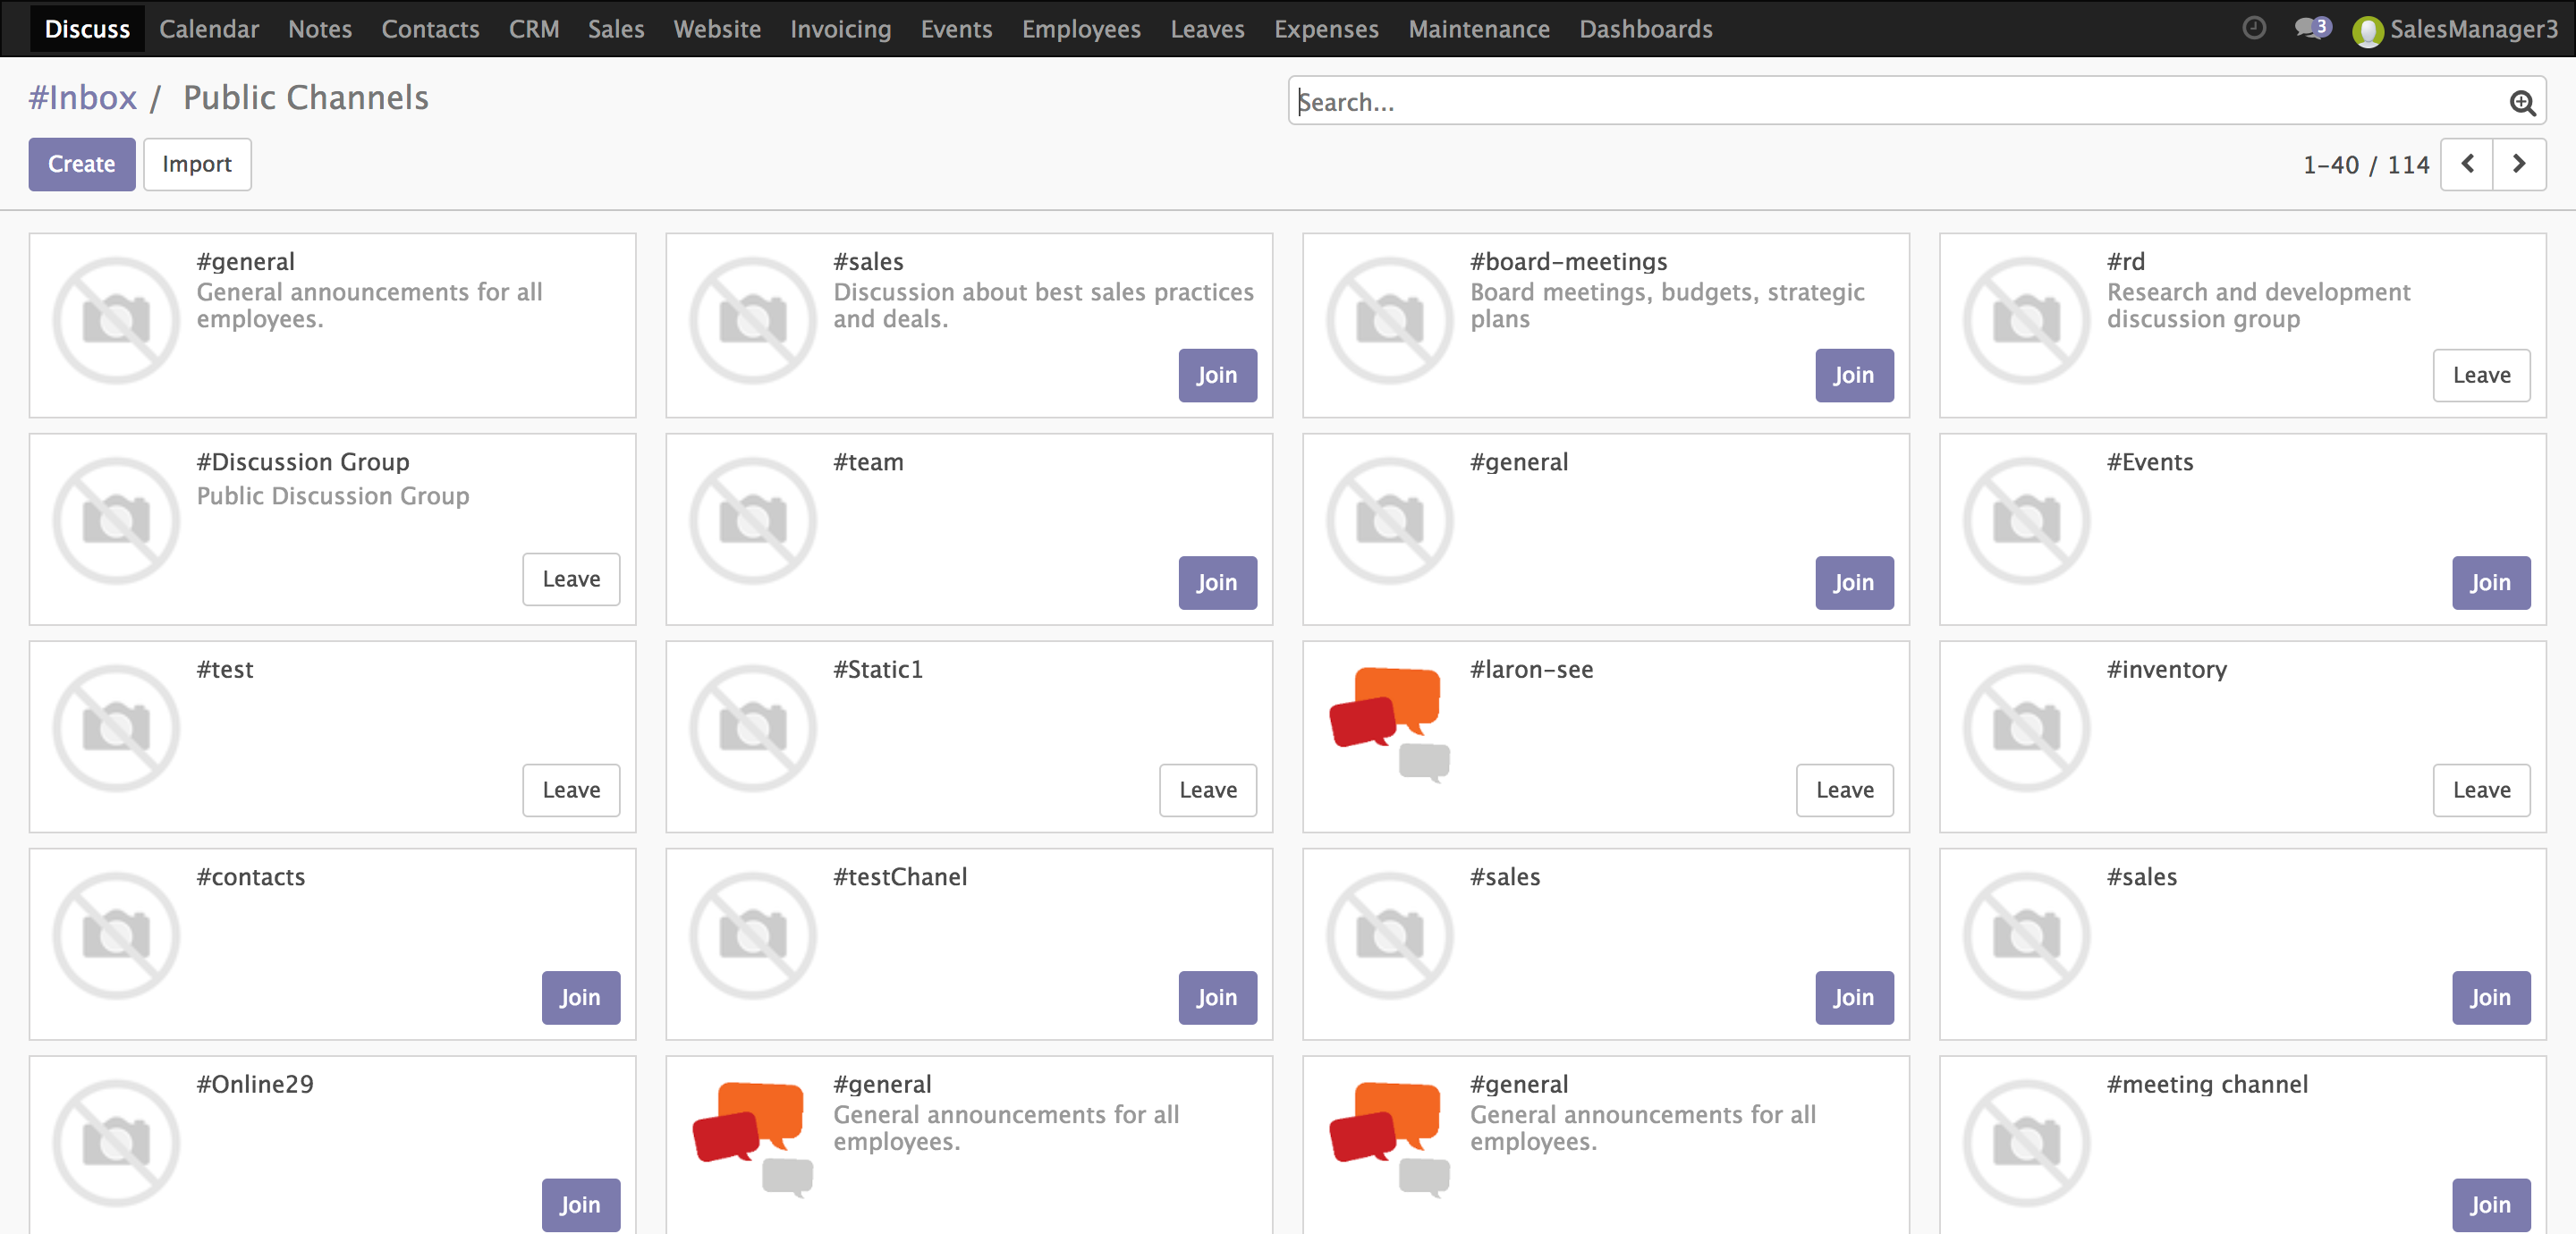 Discuss Calendar Notes Contacts CRM Sales Website Invoicing Events Employees Leaves Expenses Maintenance Dashboards 3 SalesManager3
#Inbox / Public Channels
Search...
Create Import
1-40 / 114
#general
General announcements for all
employees.
#sales
Discussion about best sales practices
and deals.
Join
#board-meetings
Board meetings, budgets, strategic
plans
Join
#rd
Research and development
discussion group
Leave
#Discussion Group
Public Discussion Group
Leave
#team
Join
#general
Join
#Events
Join
#test
Leave
#Static1
Leave
#laron-see
Leave
#inventory
Leave
#contacts
Join
#testChanel
Join
#sales
Join
#sales
Join
#Online29
Join
#general
General announcements for all
employees.
#general
General announcements for all
employees.
#meeting channel
Join